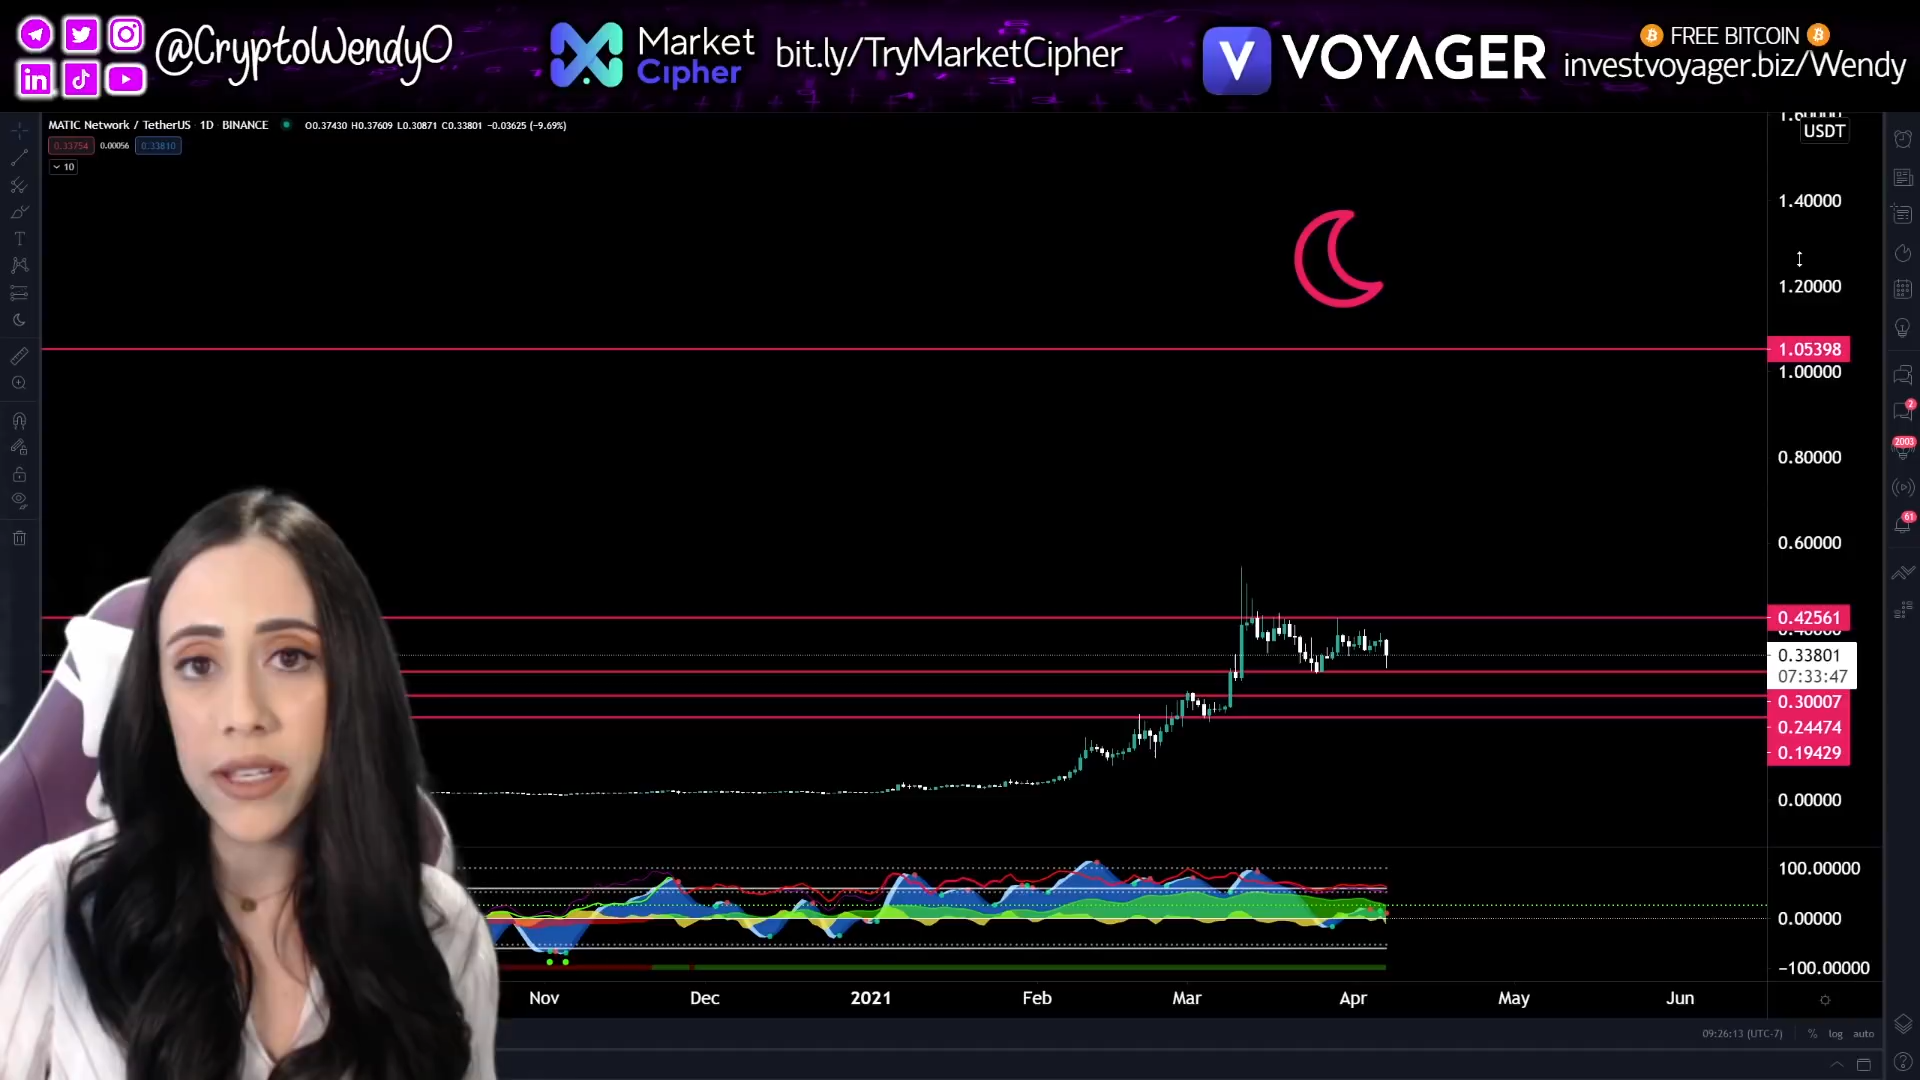 @CryptoWendyO
Market
Cipher
bit.ly/TryMarketCipher
VOYAGER
FREE BITCOIN
investvoyager.biz/Wendy
MATIC Network / TetherUS 1D BINANCE O0.37430 H0.37609 L0.30871 C0.33801 −0.03625 (−9.69%)
0.33754 0.00056 0.33810
10
USDT
1.40000
1.20000
1.05398
1.00000
0.80000
0.60000
0.42561
0.33801
07:33:47
0.30007
0.24474
0.19429
0.00000
100.00000
0.00000
−100.00000
2
2003
61
Nov Dec 2021 Feb Mar Apr May Jun
09:26:13 (UTC-7) % log auto